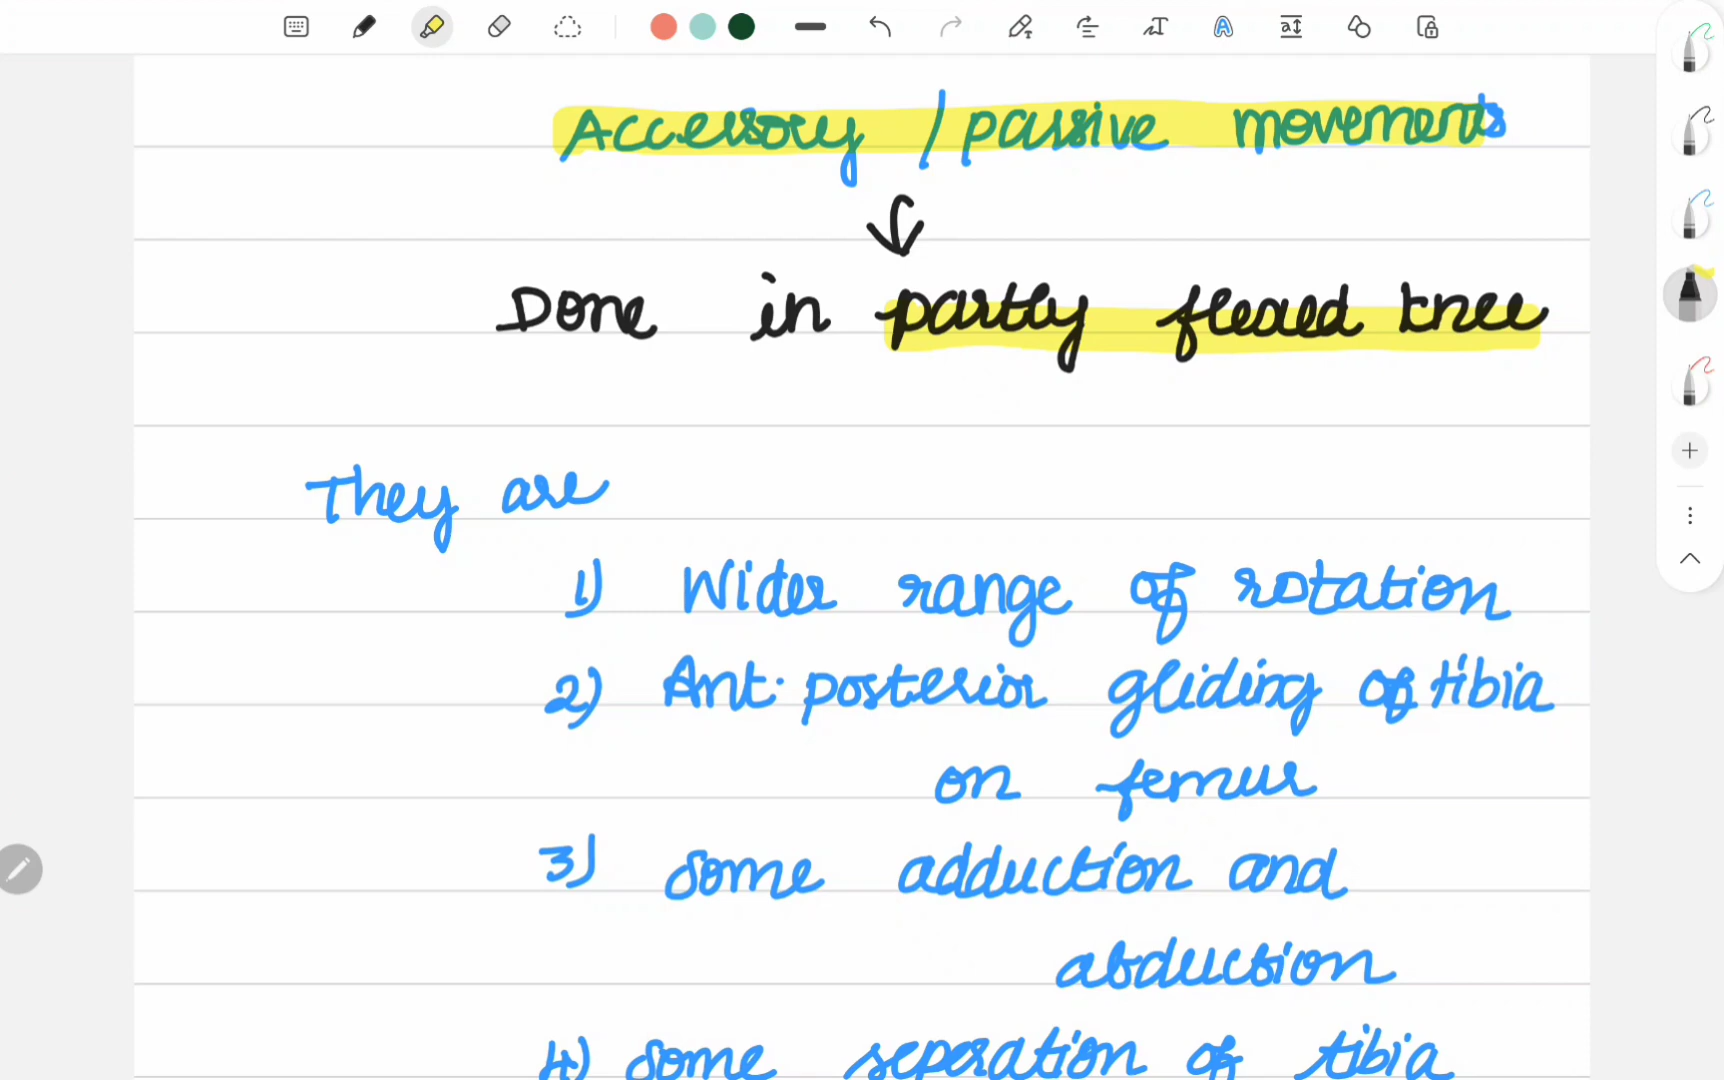 Accessory / passive movements
Done in partly flexed knee
They are
1) Wider range of rotation
2) Ant. posterior gliding of tibia
on femur
3) Some adduction and
abduction
4) Some seperation of tibia